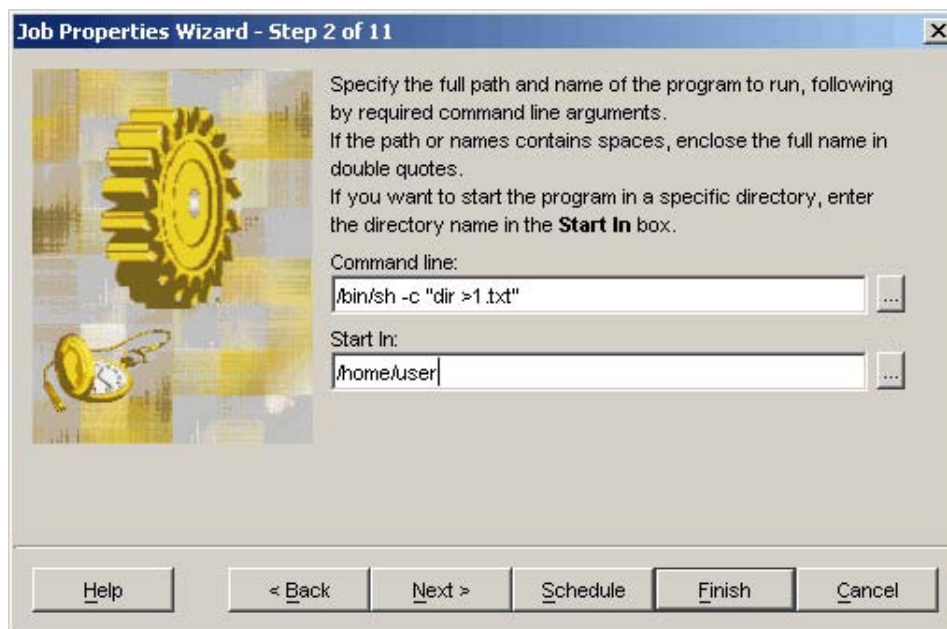 Job Properties Wizard - Step 2 of 11
Specify the full path and name of the program to run, following
by required command line arguments.
If the path or names contains spaces, enclose the full name in
double quotes.
If you want to start the program in a specific directory, enter
the directory name in the Start In box.
Command line:
/bin/sh -c "dir >1.txt"
...
Start In:
/home/user
...
Help
< Back
Next >
Schedule
Finish
Cancel